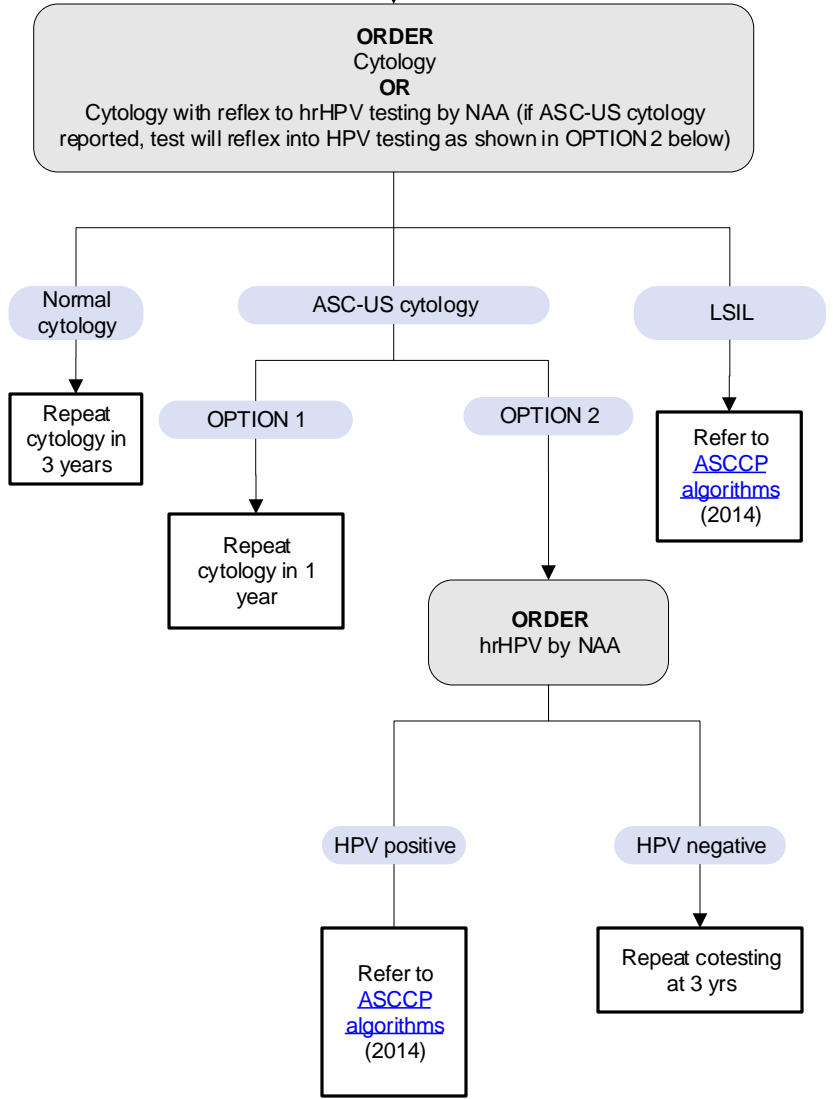 ORDER
Cytology
OR
Cytology with reflex to hrHPV testing by NAA (if ASC-US cytology
reported, test will reflex into HPV testing as shown in OPTION 2 below)
Normal
cytology
ASC-US cytology
LSIL
Repeat
cytology in
3 years
OPTION 1
OPTION 2
Refer to
ASCCP
algorithms
(2014)
Repeat
cytology in 1
year
ORDER
hrHPV by NAA
HPV positive
HPV negative
Refer to
ASCCP
algorithms
(2014)
Repeat cotesting
at 3 yrs